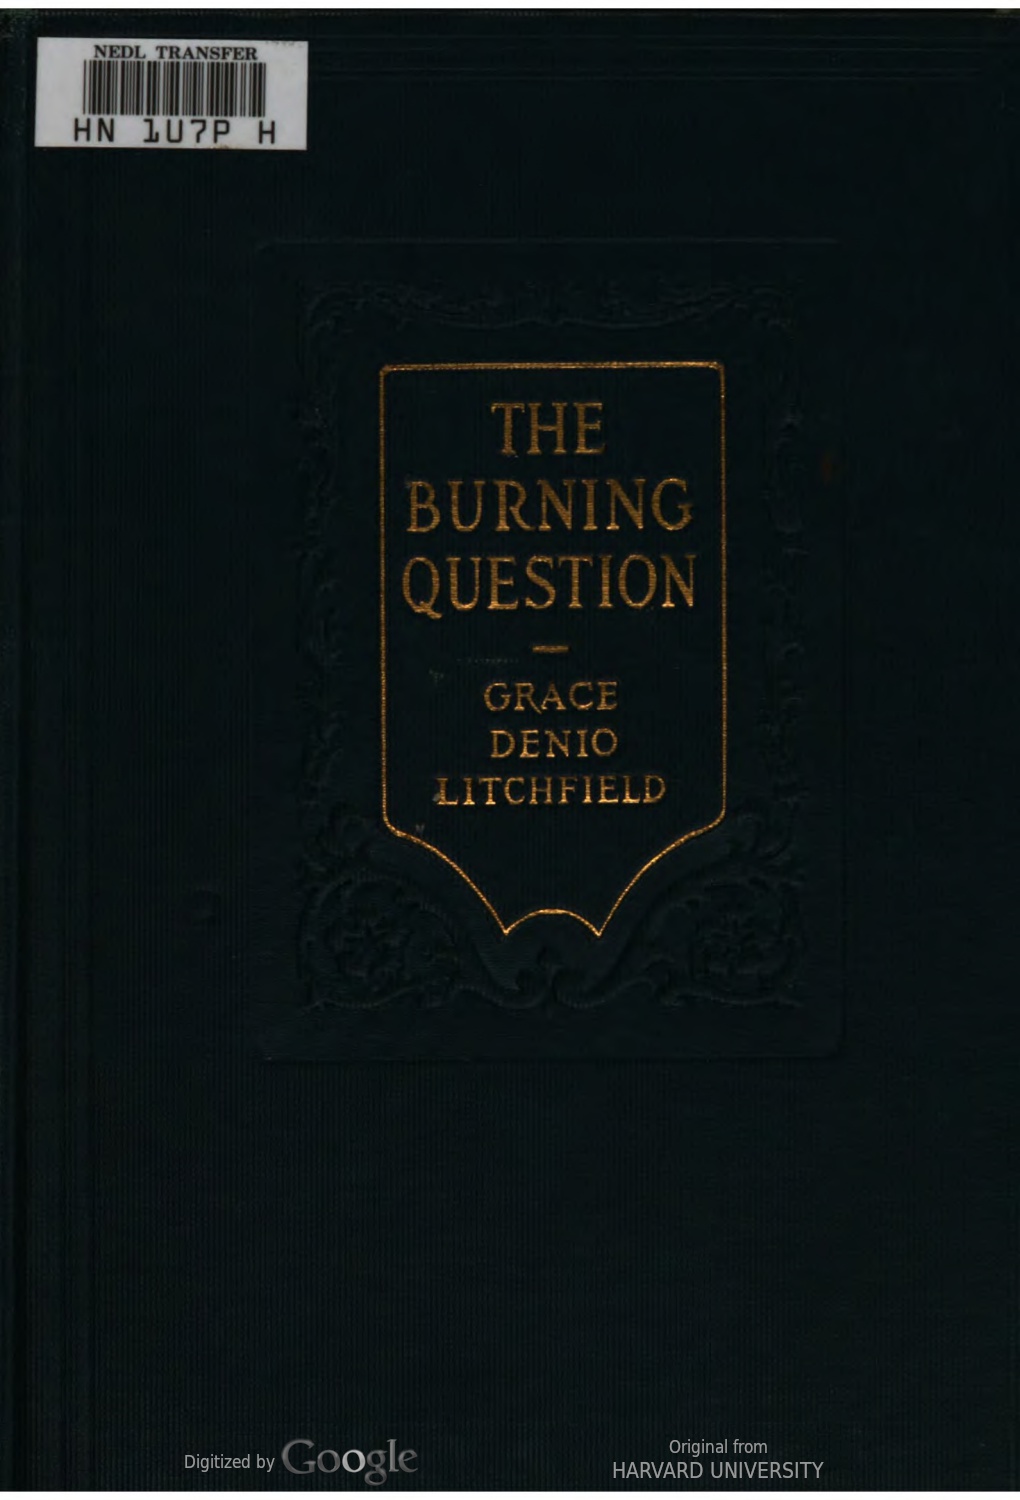 NEDL TRANSFER
HN 1U7P H
THE
BURNING
QUESTION
GRACE
DENIO
LITCHFIELD
Digitized by Google
Original from
HARVARD UNIVERSITY